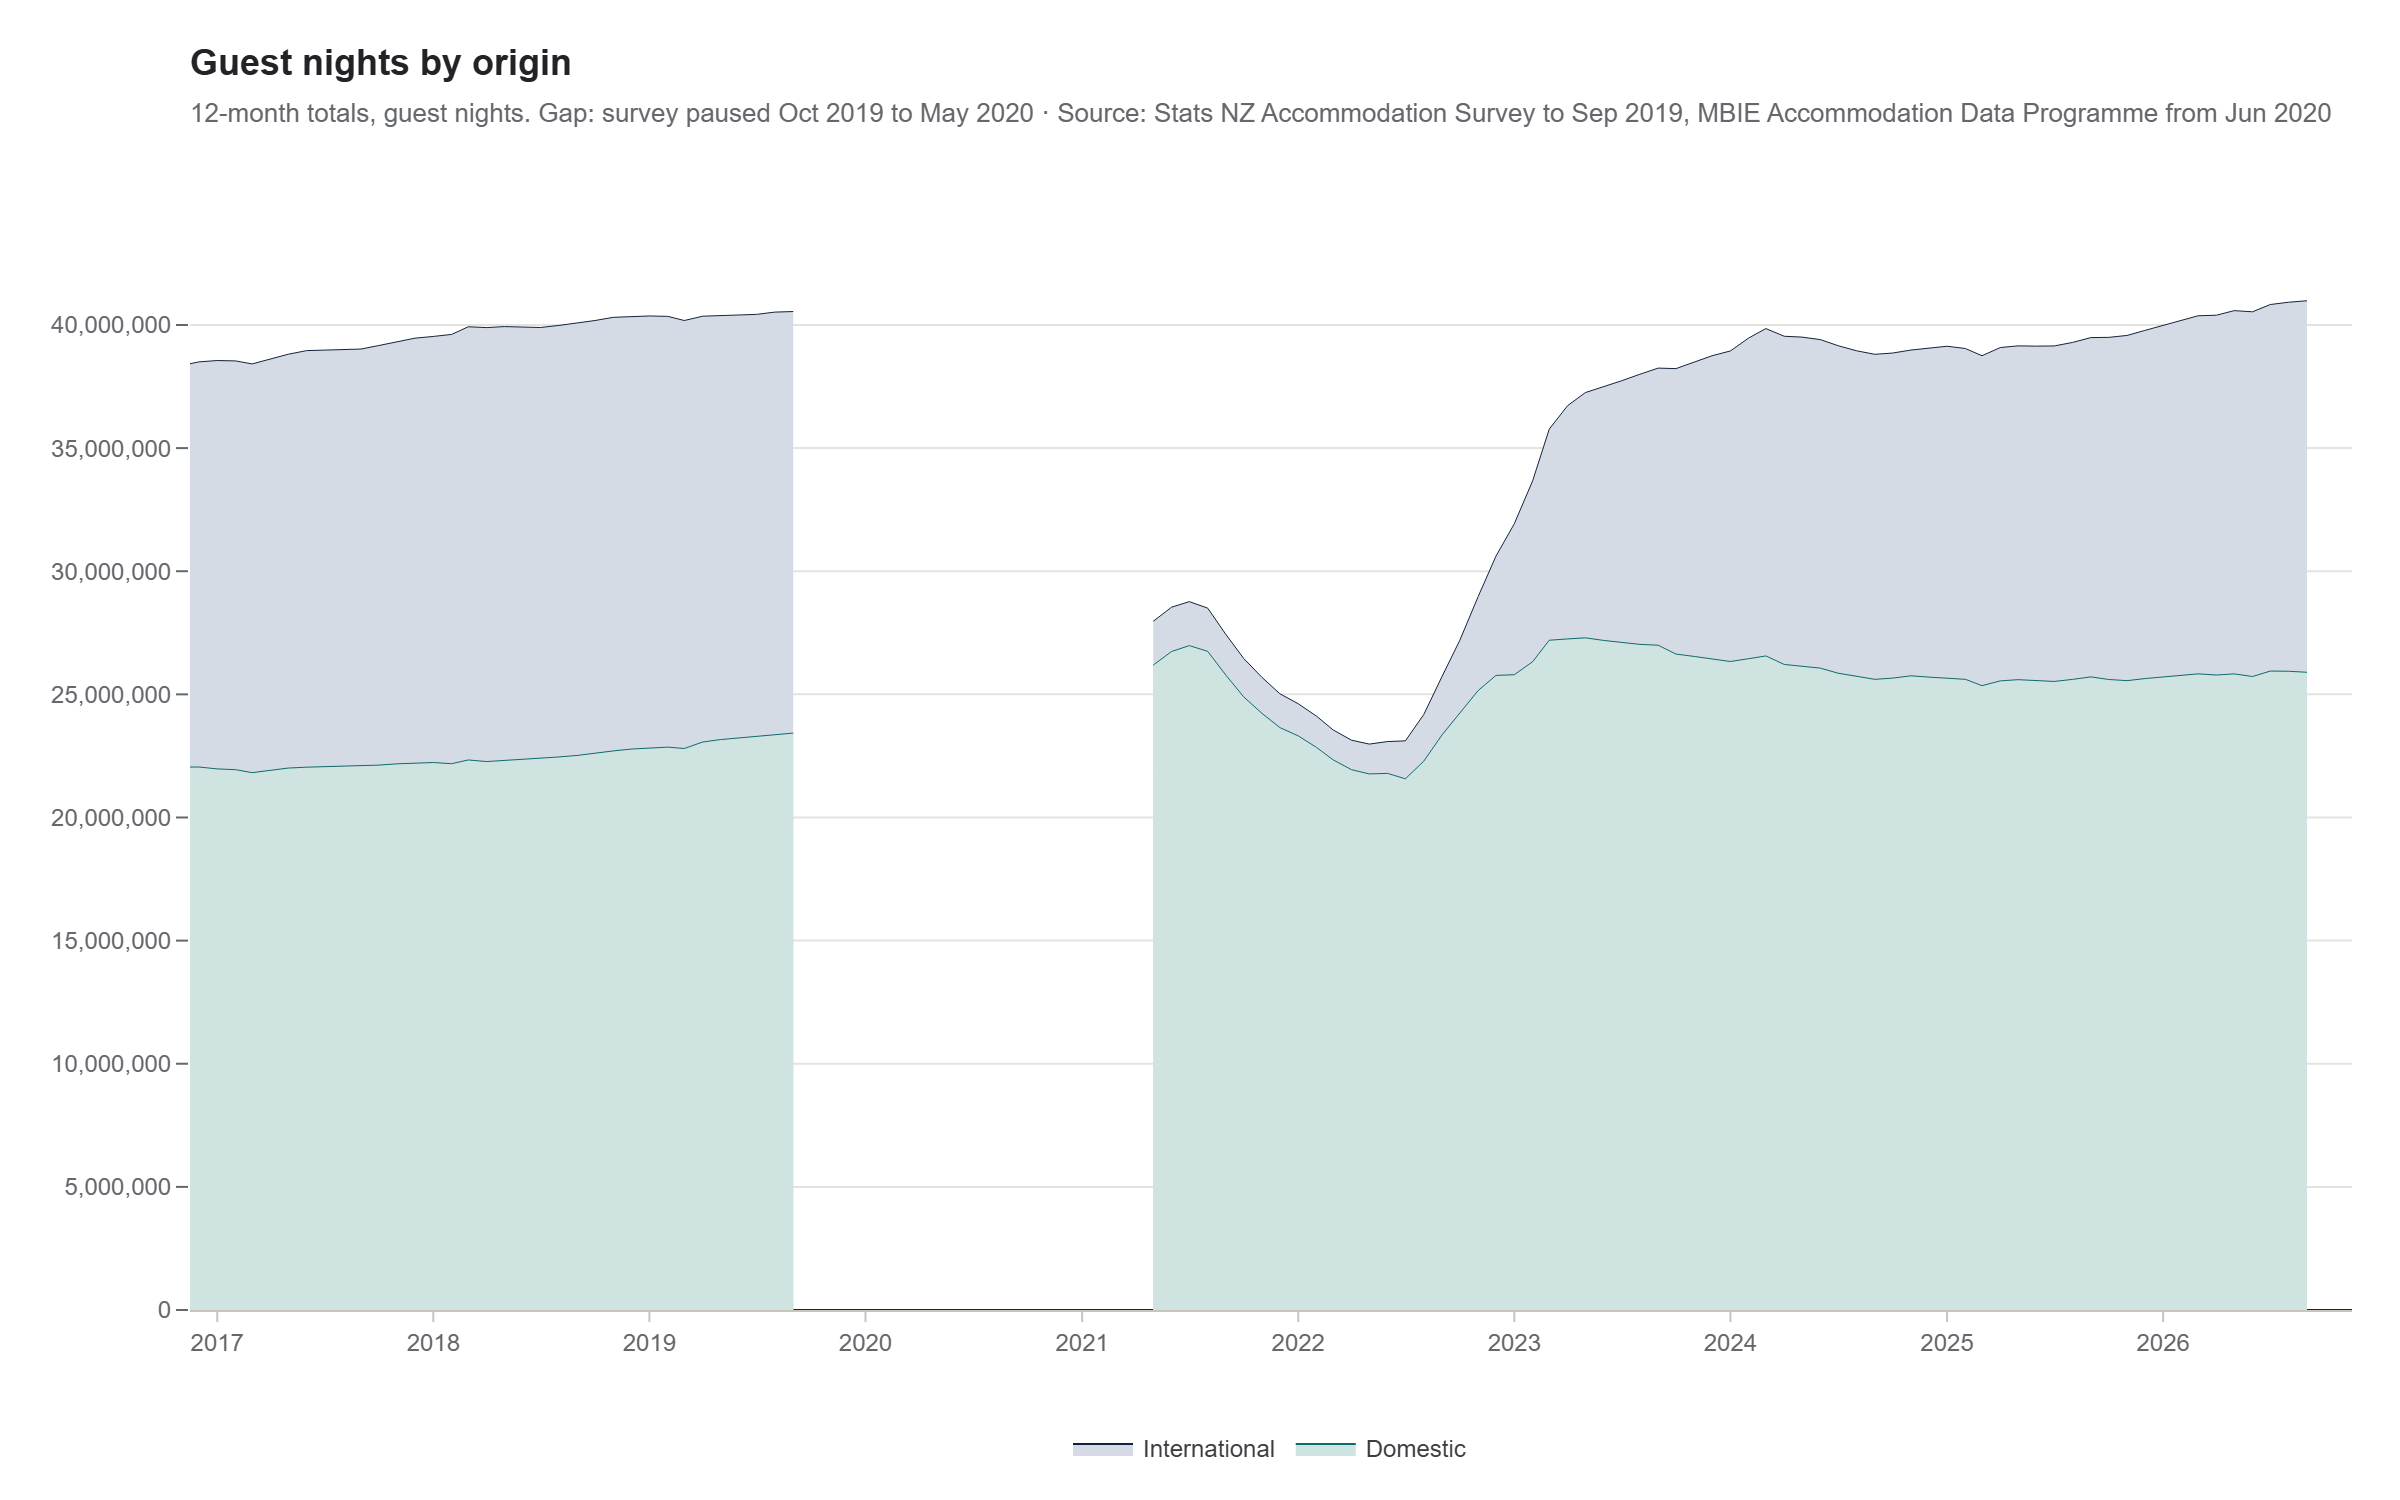 Guest nights by origin
12-month totals, guest nights. Gap: survey paused Oct 2019 to May 2020 · Source: Stats NZ Accommodation Survey to Sep 2019, MBIE Accommodation Data Programme from Jun 2020
40,000,000
35,000,000
30,000,000
25,000,000
20,000,000
15,000,000
10,000,000
5,000,000
0
2017 2018 2019 2020 2021 2022 2023 2024 2025 2026
International Domestic